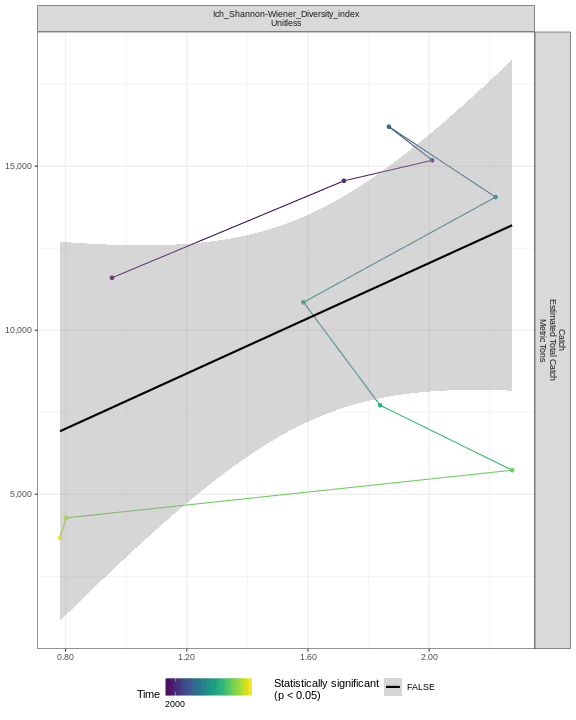 Ich_Shannon-Wiener_Diversity_index
Unitless
15,000
10,000
5,000
0.80 1.20 1.60 2.00
Catch
Estimated Total Catch
Metric Tons
Time
2000
Statistically significant
(p < 0.05)
FALSE